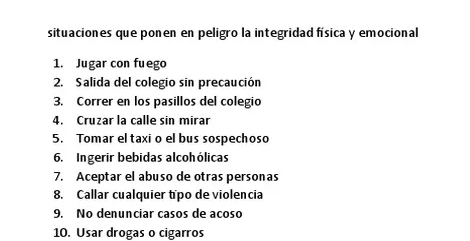 situaciones que ponen en peligro la integridad física y emocional
1. Jugar con fuego
2. Salida del colegio sin precaución
3. Correr en los pasillos del colegio
4. Cruzar la calle sin mirar
5. Tomar el taxi o el bus sospechoso
6. Ingerir bebidas alcohólicas
7. Aceptar el abuso de otras personas
8. Callar cualquier tipo de violencia
9. No denunciar casos de acoso
10. Usar drogas o cigarros